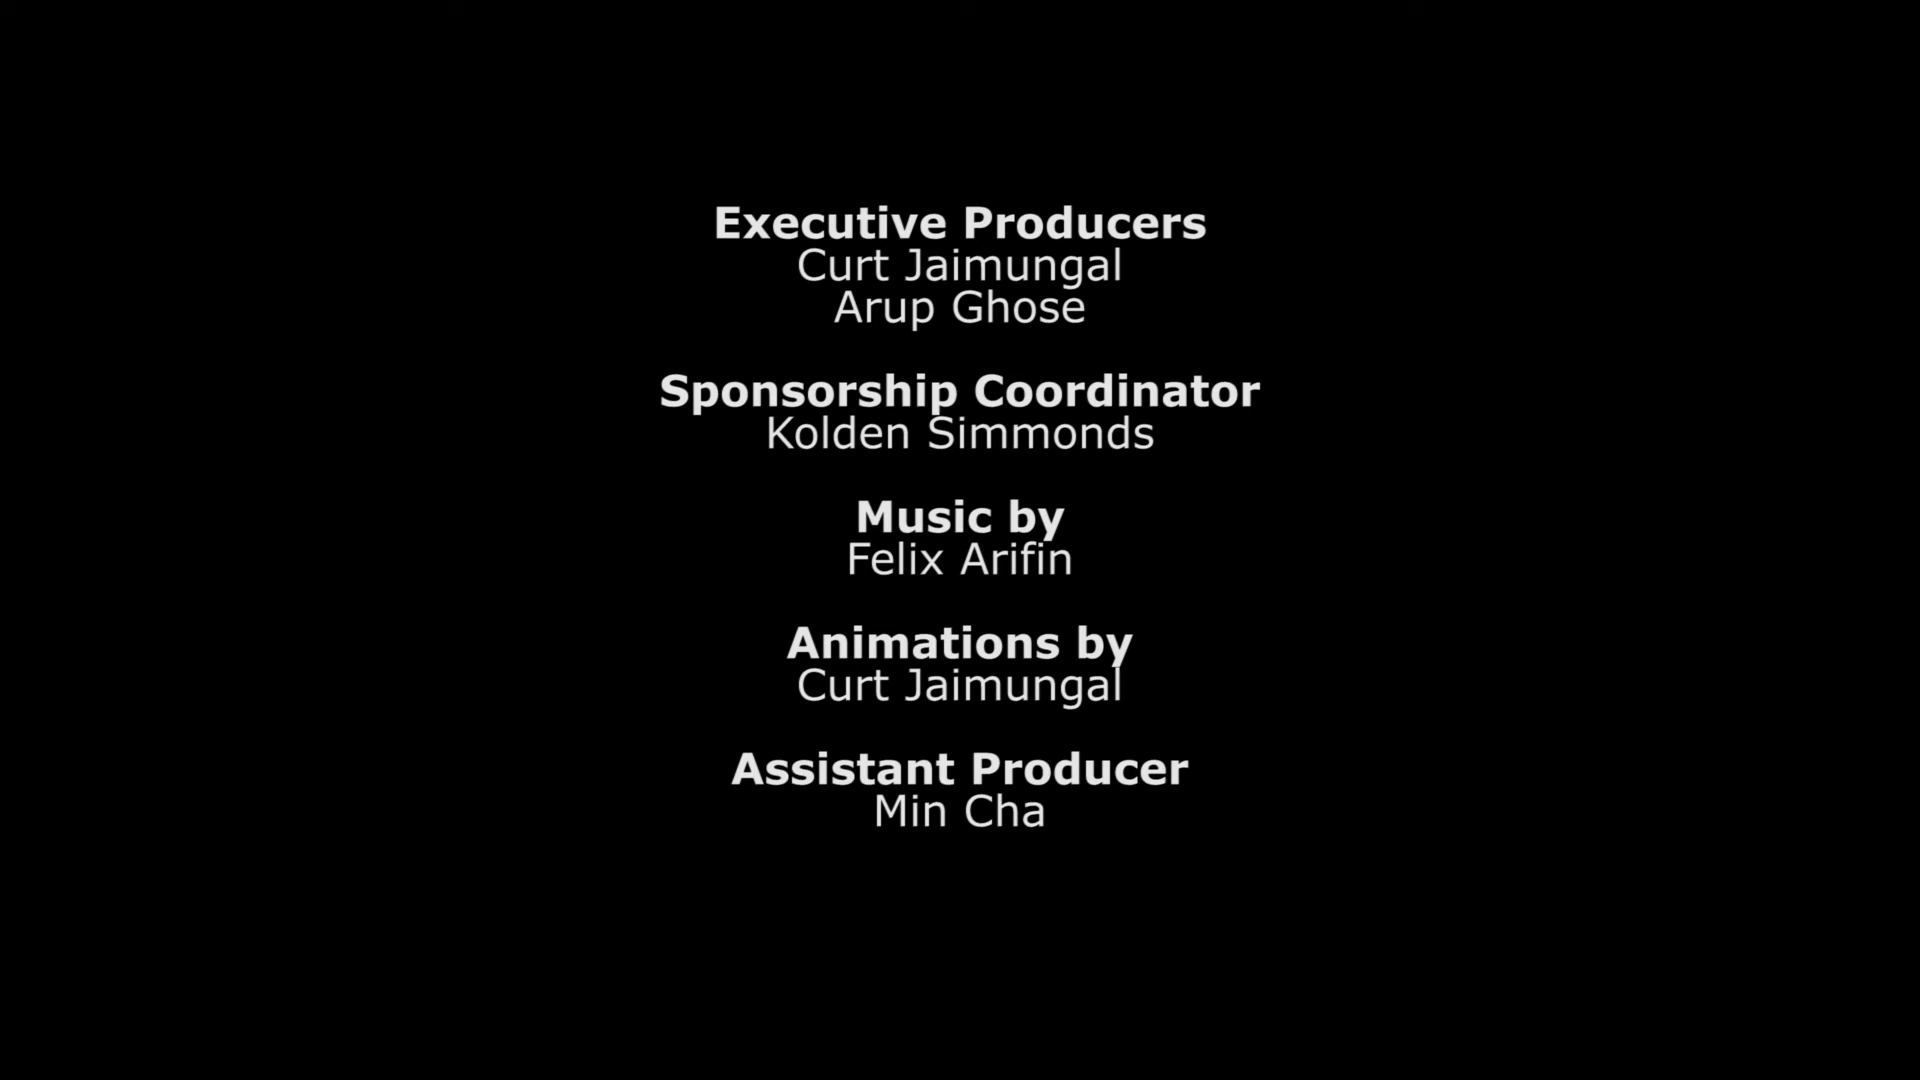 Executive Producers
Curt Jaimungal
Arup Ghose
Sponsorship Coordinator
Kolden Simmonds
Music by
Felix Arifin
Animations by
Curt Jaimungal
Assistant Producer
Min Cha